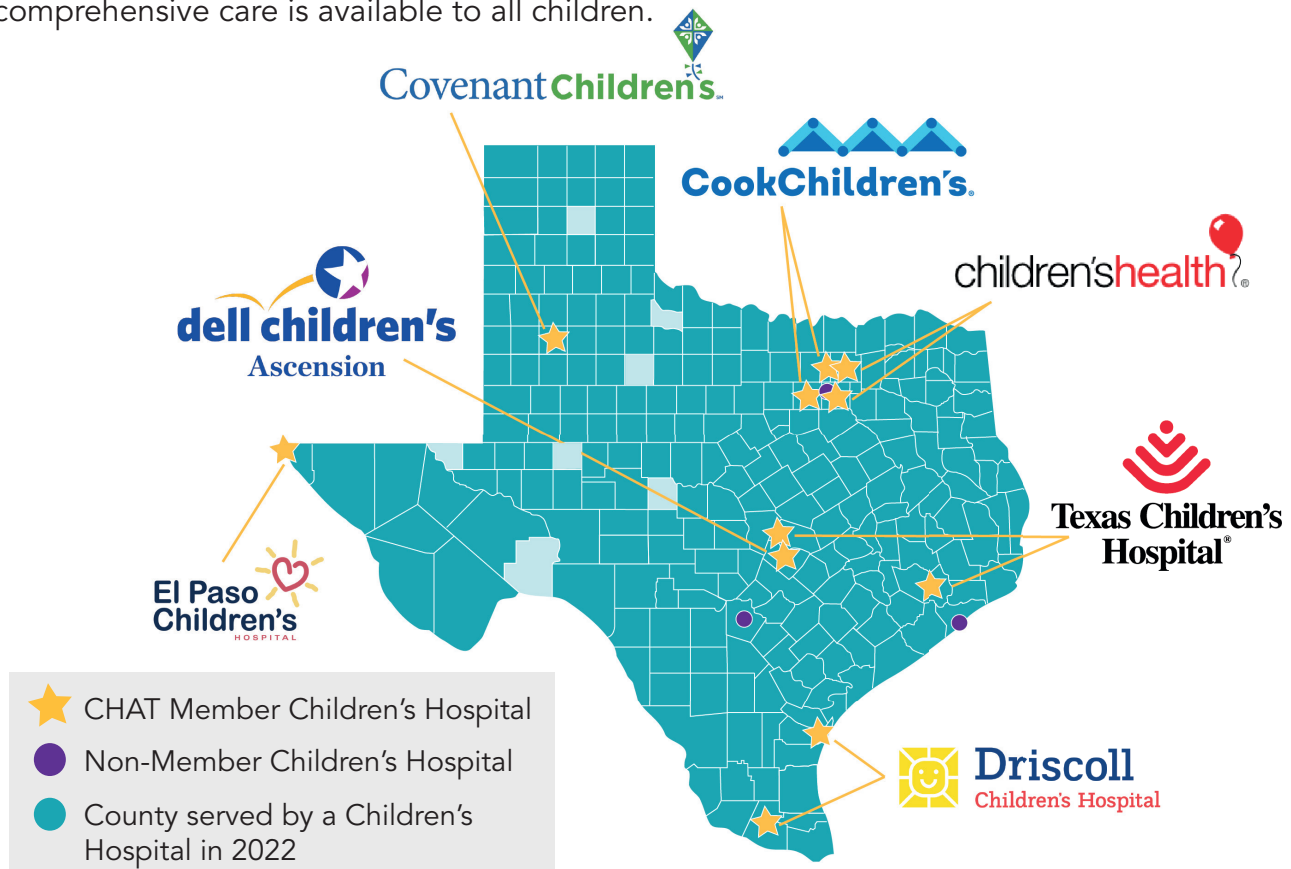 comprehensive care is available to all children.
Covenant Children's
CookChildren's®
children'shealth®
dell children's
Ascension
Texas Children's
Hospital®
El Paso
Children's
HOSPITAL
CHAT Member Children's Hospital
Non-Member Children's Hospital
County served by a Children's
Hospital in 2022
Driscoll
Children's Hospital